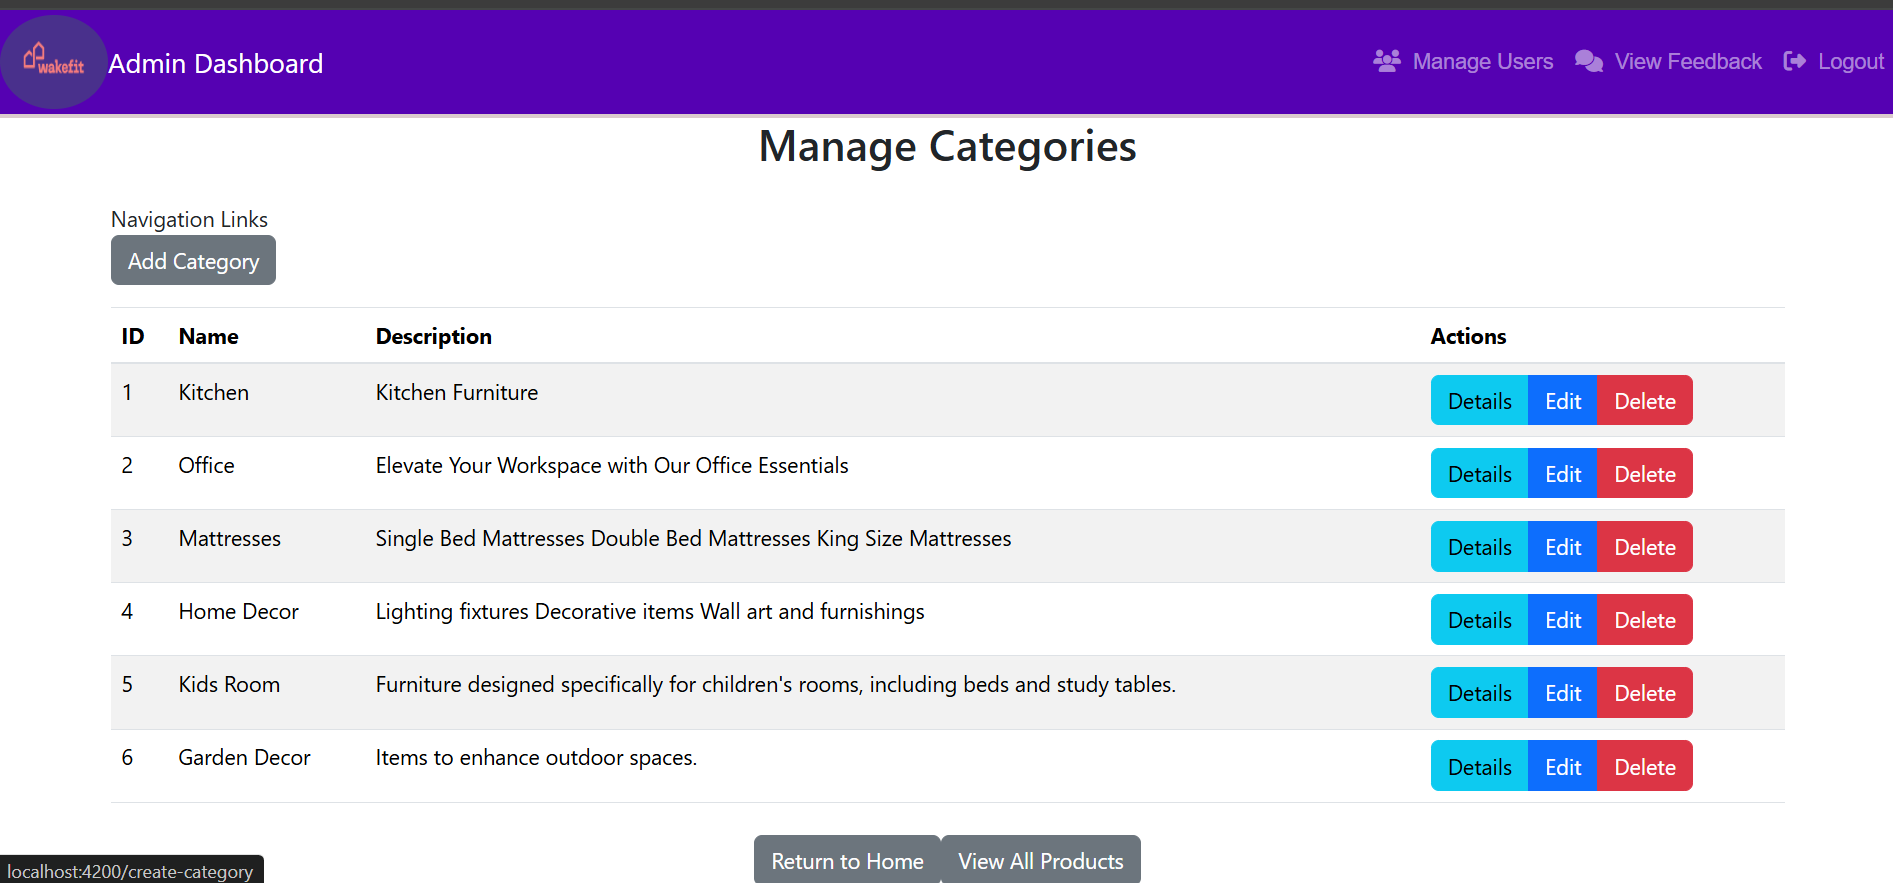 wakefit Admin Dashboard Manage Users View Feedback Logout
Manage Categories
Navigation Links
Add Category
ID Name Description Actions
1 Kitchen Kitchen Furniture Details Edit Delete
2 Office Elevate Your Workspace with Our Office Essentials Details Edit Delete
3 Mattresses Single Bed Mattresses Double Bed Mattresses King Size Mattresses Details Edit Delete
4 Home Decor Lighting fixtures Decorative items Wall art and furnishings Details Edit Delete
5 Kids Room Furniture designed specifically for children's rooms, including beds and study tables. Details Edit Delete
6 Garden Decor Items to enhance outdoor spaces. Details Edit Delete
Return to Home View All Products
localhost:4200/create-category